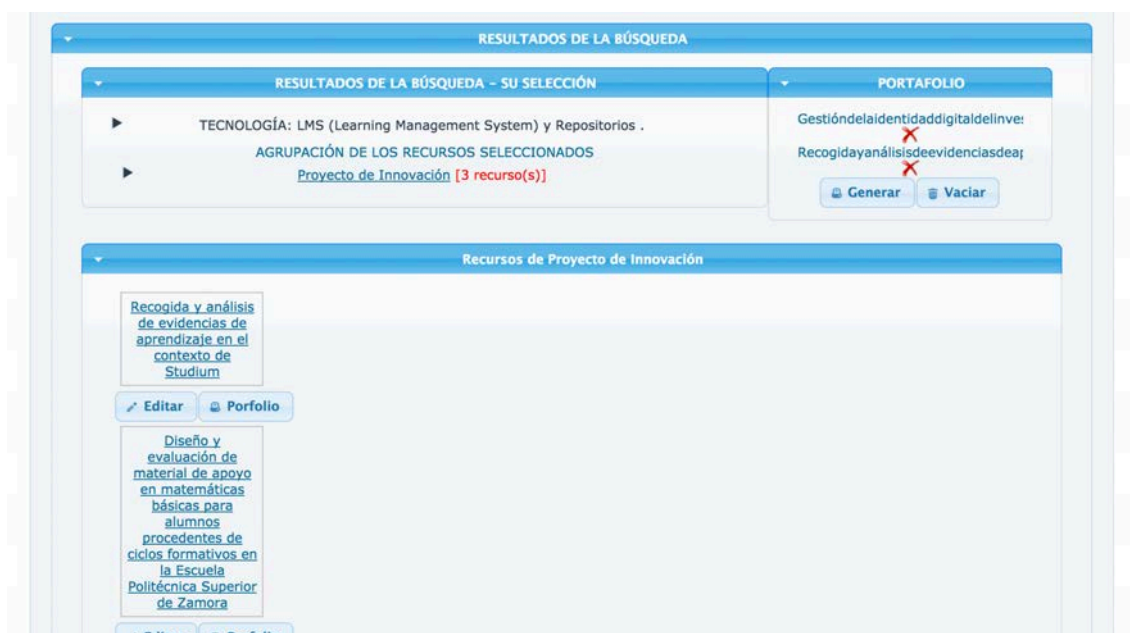 RESULTADOS DE LA BÚSQUEDA
RESULTADOS DE LA BÚSQUEDA - SU SELECCIÓN
TECNOLOGÍA: LMS (Learning Management System) y Repositorios .
AGRUPACIÓN DE LOS RECURSOS SELECCIONADOS
Proyecto de Innovación [3 recurso(s)]
PORTAFOLIO
Gestióndelaidentidaddigitaldelinve
Recogidayanálisisdeevidenciasdeap
Generar Vaciar
Recursos de Proyecto de Innovación
Recogida y análisis
de evidencias de
aprendizaje en el
contexto de
Studium
Editar Porfolio
Diseño y
evaluación de
material de apoyo
en matemáticas
básicas para
alumnos
procedentes de
ciclos formativos en
la Escuela
Politécnica Superior
de Zamora